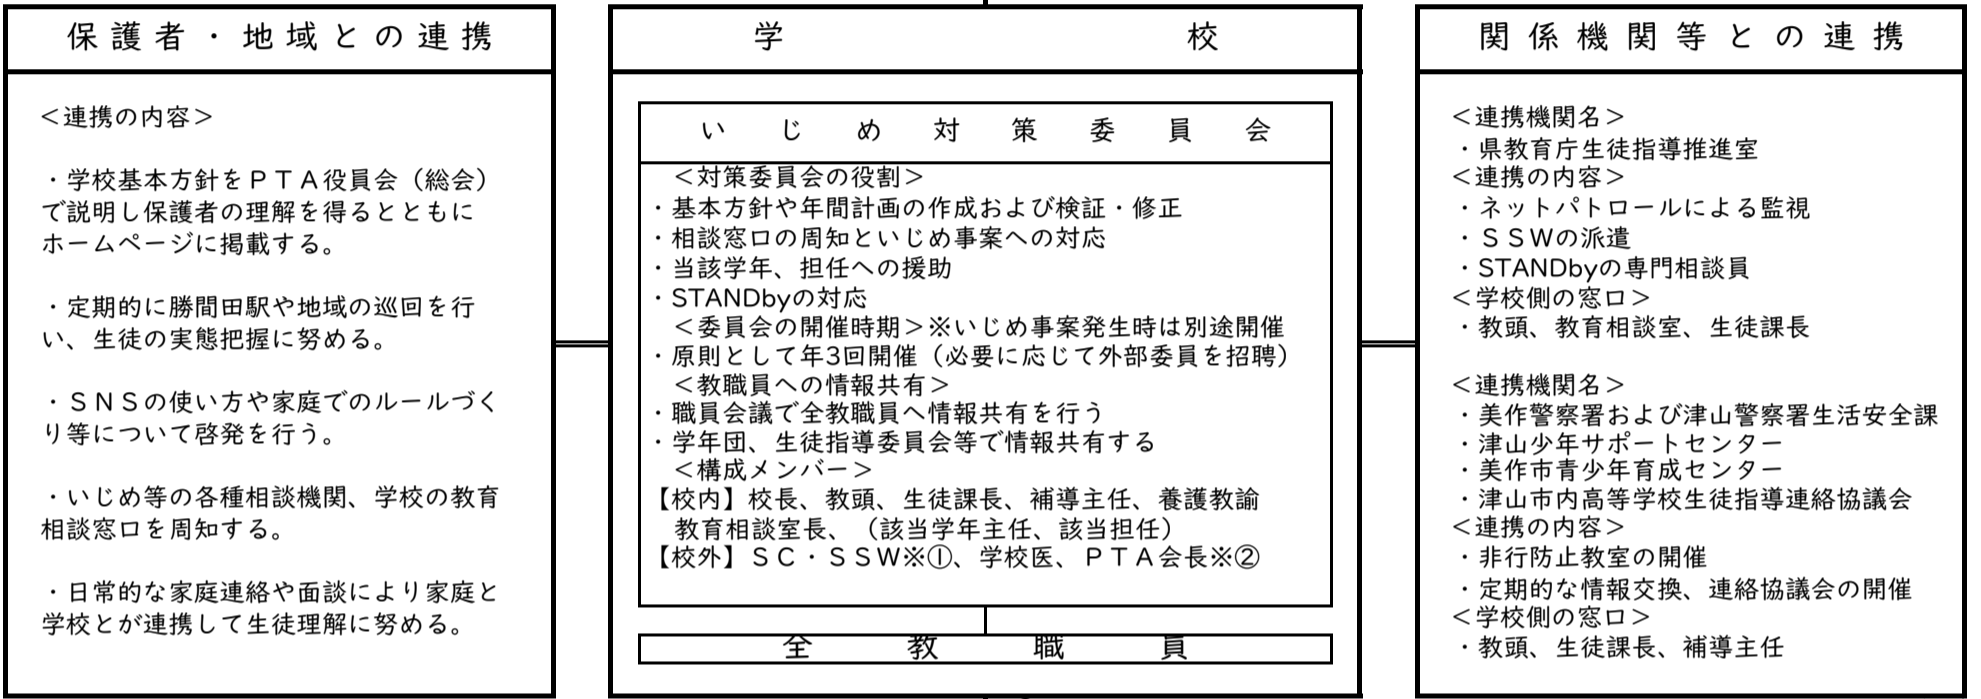 保護者・地域との連携
＜連携の内容＞
・学校基本方針をＰＴＡ役員会（総会）
で説明し保護者の理解を得るとともに
ホームページに掲載する。
・定期的に勝間田駅や地域の巡回を行
い、生徒の実態把握に努める。
・ＳＮＳの使い方や家庭でのルールづく
り等について啓発を行う。
・いじめ等の各種相談機関、学校の教育
相談窓口を周知する。
・日常的な家庭連絡や面談により家庭と
学校とが連携して生徒理解に努める。
学校
いじめ対策委員会
＜対策委員会の役割＞
・基本方針や年間計画の作成および検証・修正
・相談窓口の周知といじめ事案への対応
・当該学年、担任への援助
・STANDbyの対応
＜委員会の開催時期＞※いじめ事案発生時は別途開催
・原則として年3回開催（必要に応じて外部委員を招聘）
＜教職員への情報共有＞
・職員会議で全教職員へ情報共有を行う
・学年団、生徒指導委員会等で情報共有する
＜構成メンバー＞
【校内】校長、教頭、生徒課長、補導主任、養護教諭
教育相談室長、（該当学年主任、該当担任）
【校外】ＳＣ・ＳＳＷ※①、学校医、ＰＴＡ会長※②
全教職員
関係機関等との連携
＜連携機関名＞
・県教育庁生徒指導推進室
＜連携の内容＞
・ネットパトロールによる監視
・ＳＳＷの派遣
・STANDbyの専門相談員
＜学校側の窓口＞
・教頭、教育相談室、生徒課長
＜連携機関名＞
・美作警察署および津山警察署生活安全課
・津山少年サポートセンター
・美作市青少年育成センター
・津山市内高等学校生徒指導連絡協議会
＜連携の内容＞
・非行防止教室の開催
・定期的な情報交換、連絡協議会の開催
＜学校側の窓口＞
・教頭、生徒課長、補導主任